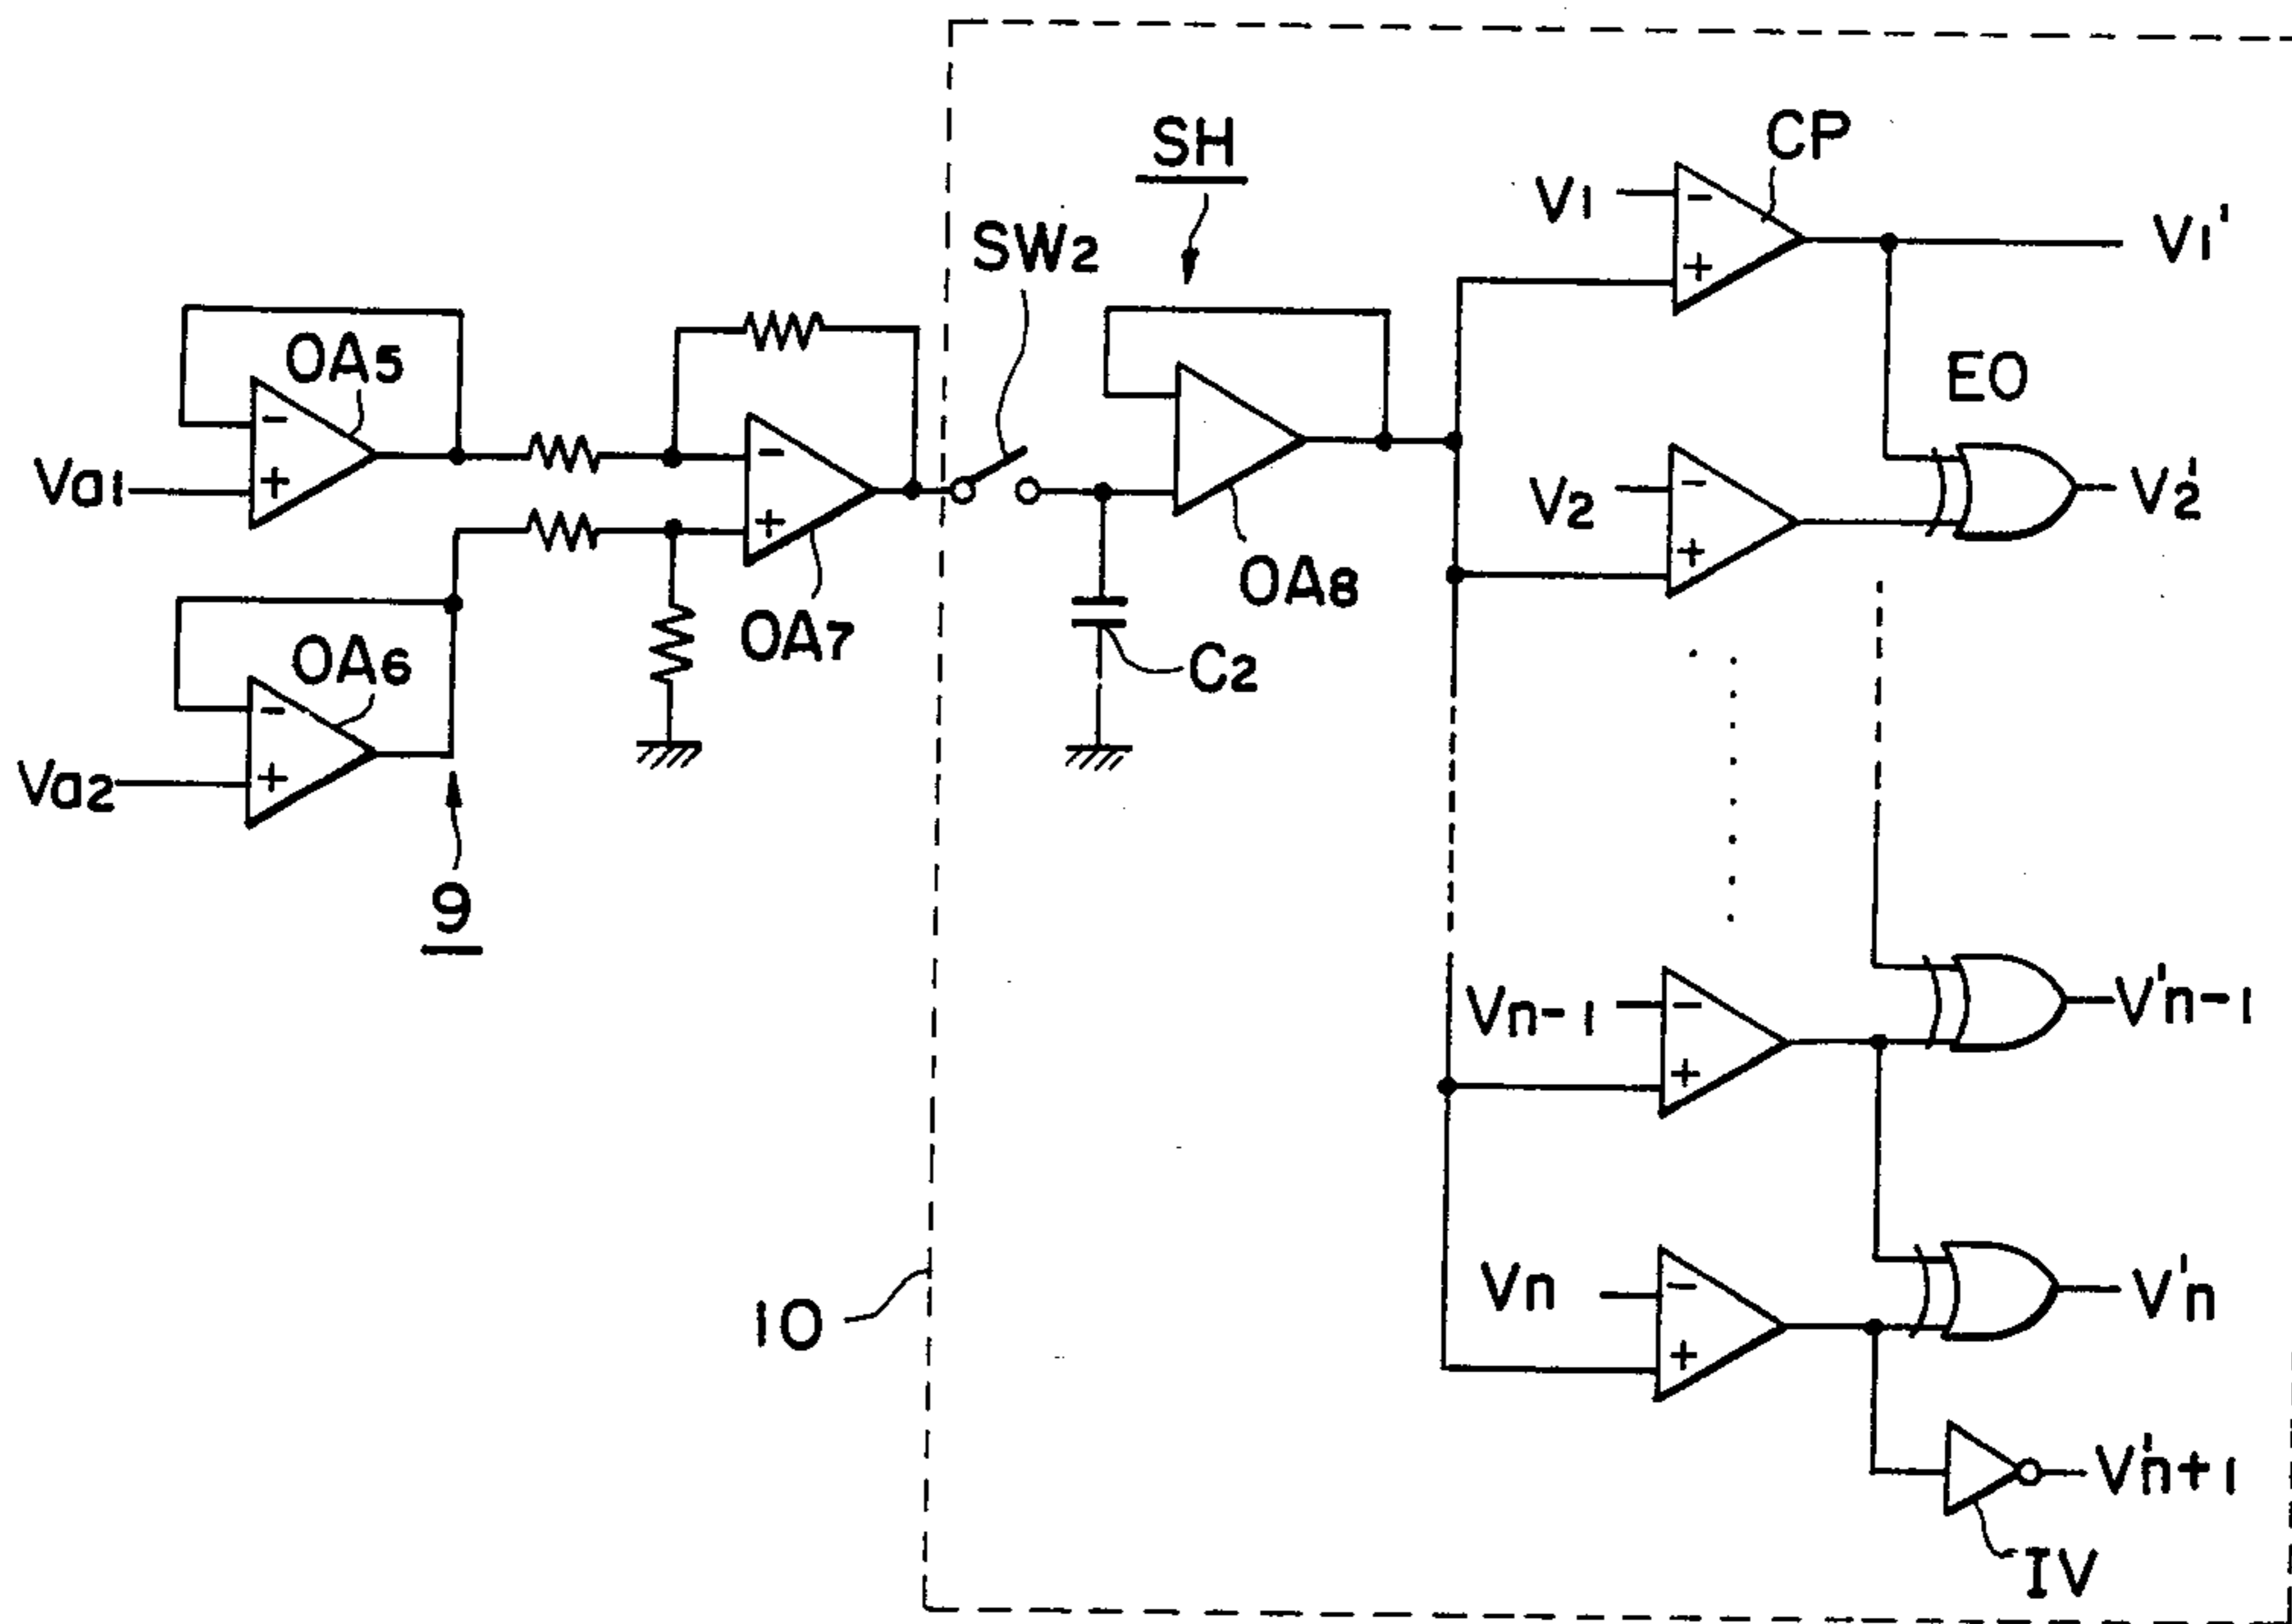 SH
CP
V1
V1'
SW2
OA5
EO
Va1
V2
V2'
OA7
OA8
OA6
C2
Va2
9
Vn-1
V'n-1
10
Vn
V'n
V'n+1
IV